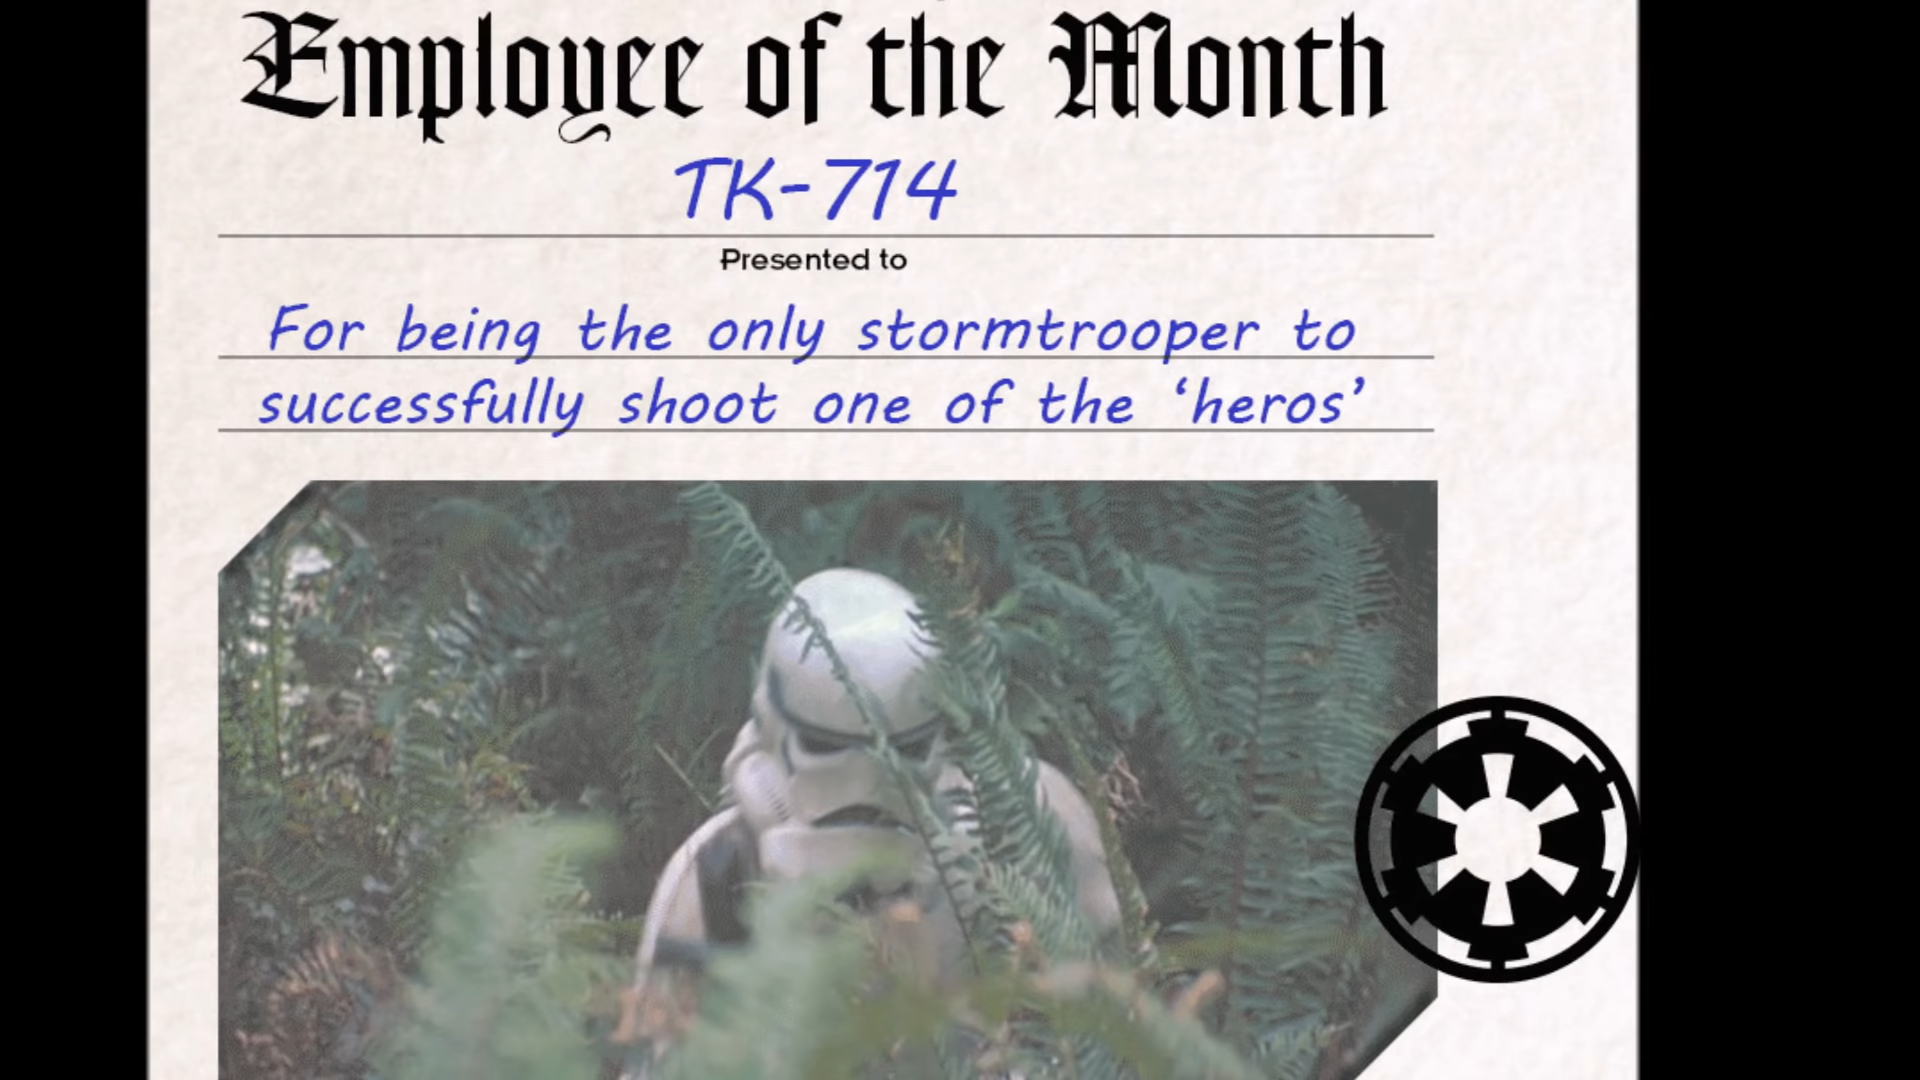 Employee of the Month
TK-714
Presented to
For being the only stormtrooper to
successfully shoot one of the ‘heros’